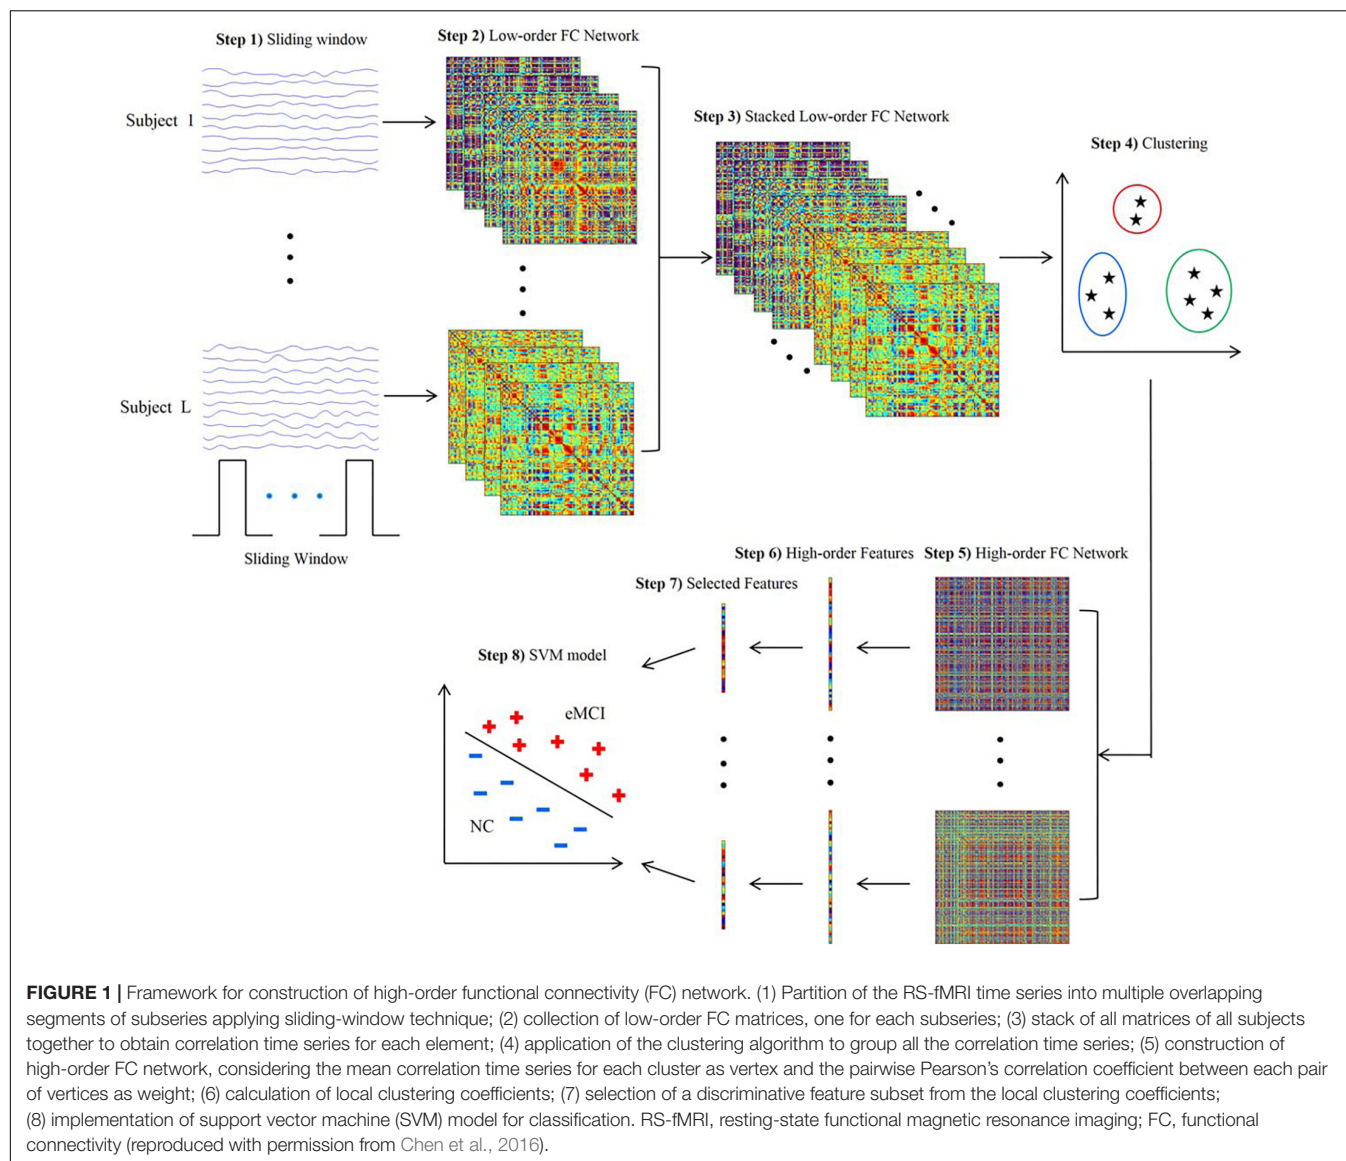 Step 1) Sliding window
Step 2) Low-order FC Network
Subject 1
Step 3) Stacked Low-order FC Network
Step 4) Clustering
Subject L
Sliding Window
Step 6) High-order Features
Step 5) High-order FC Network
Step 7) Selected Features
Step 8) SVM model
eMCI
NC
FIGURE 1 | Framework for construction of high-order functional connectivity (FC) network. (1) Partition of the RS-fMRI time series into multiple overlapping
segments of subseries applying sliding-window technique; (2) collection of low-order FC matrices, one for each subseries; (3) stack of all matrices of all subjects
together to obtain correlation time series for each element; (4) application of the clustering algorithm to group all the correlation time series; (5) construction of
high-order FC network, considering the mean correlation time series for each cluster as vertex and the pairwise Pearson's correlation coefficient between each pair
of vertices as weight; (6) calculation of local clustering coefficients; (7) selection of a discriminative feature subset from the local clustering coefficients;
(8) implementation of support vector machine (SVM) model for classification. RS-fMRI, resting-state functional magnetic resonance imaging; FC, functional
connectivity (reproduced with permission from Chen et al., 2016).